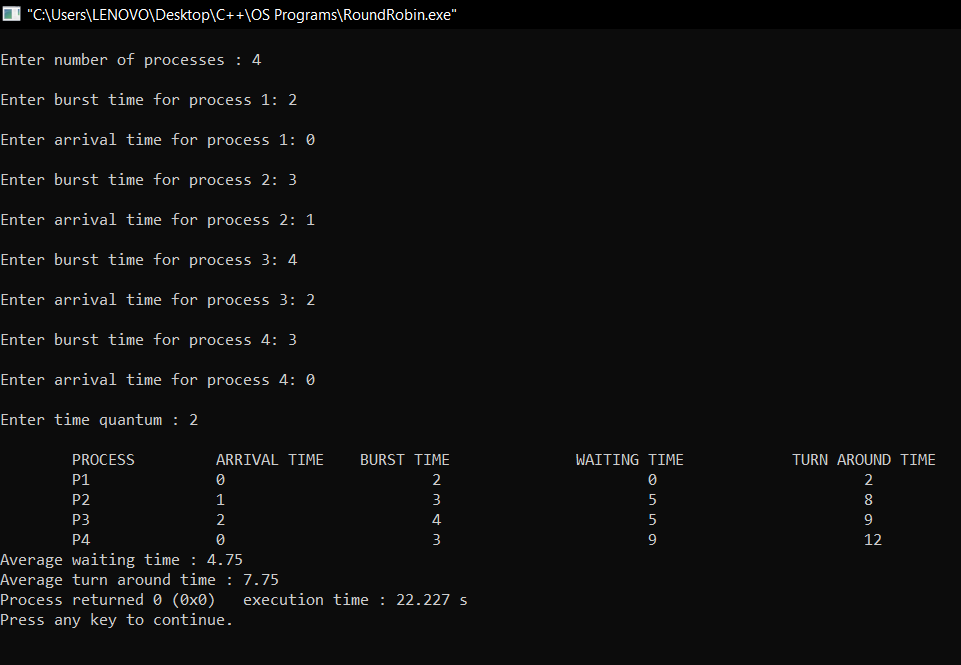 "C:\Users\LENOVO\Desktop\C++\OS Programs\RoundRobin.exe"
Enter number of processes : 4
Enter burst time for process 1: 2
Enter arrival time for process 1: 0
Enter burst time for process 2: 3
Enter arrival time for process 2: 1
Enter burst time for process 3: 4
Enter arrival time for process 3: 2
Enter burst time for process 4: 3
Enter arrival time for process 4: 0
Enter time quantum : 2
PROCESS ARRIVAL TIME BURST TIME WAITING TIME TURN AROUND TIME
P1 0 2 0 2
P2 1 3 5 8
P3 2 4 5 9
P4 0 3 9 12
Average waiting time : 4.75
Average turn around time : 7.75
Process returned 0 (0x0) execution time : 22.227 s
Press any key to continue.